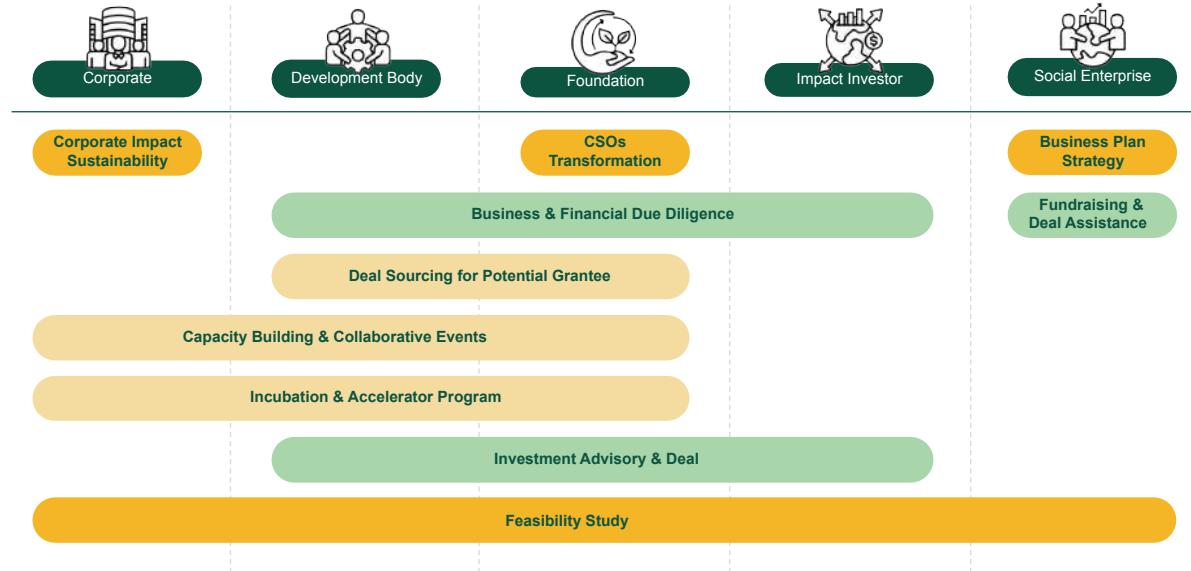 Corporate
Development Body
Foundation
Impact Investor
Social Enterprise
Corporate Impact
Sustainability
CSOs
Transformation
Business Plan
Strategy
Business & Financial Due Diligence
Fundraising &
Deal Assistance
Deal Sourcing for Potential Grantee
Capacity Building & Collaborative Events
Incubation & Accelerator Program
Investment Advisory & Deal
Feasibility Study